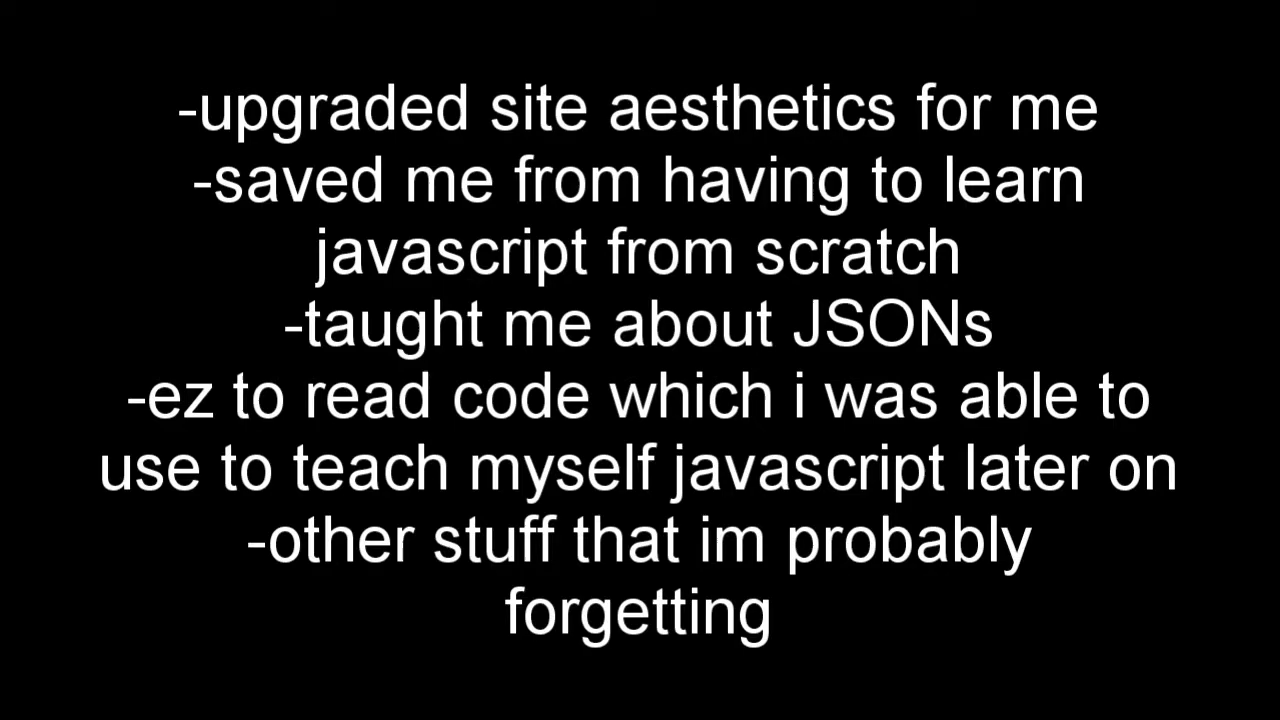 -upgraded site aesthetics for me
-saved me from having to learn
javascript from scratch
-taught me about JSONs
-ez to read code which i was able to
use to teach myself javascript later on
-other stuff that im probably
forgetting